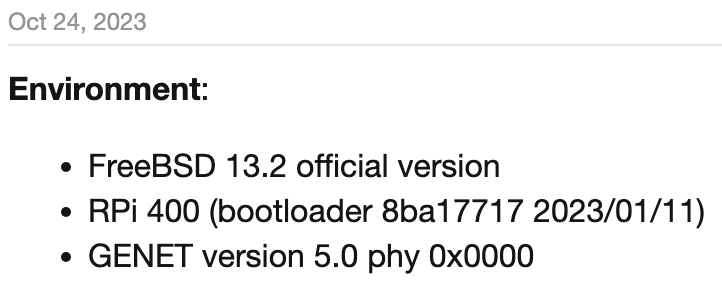 Oct 24, 2023
Environment:
• FreeBSD 13.2 official version
• RPi 400 (bootloader 8ba17717 2023/01/11)
• GENET version 5.0 phy 0x0000